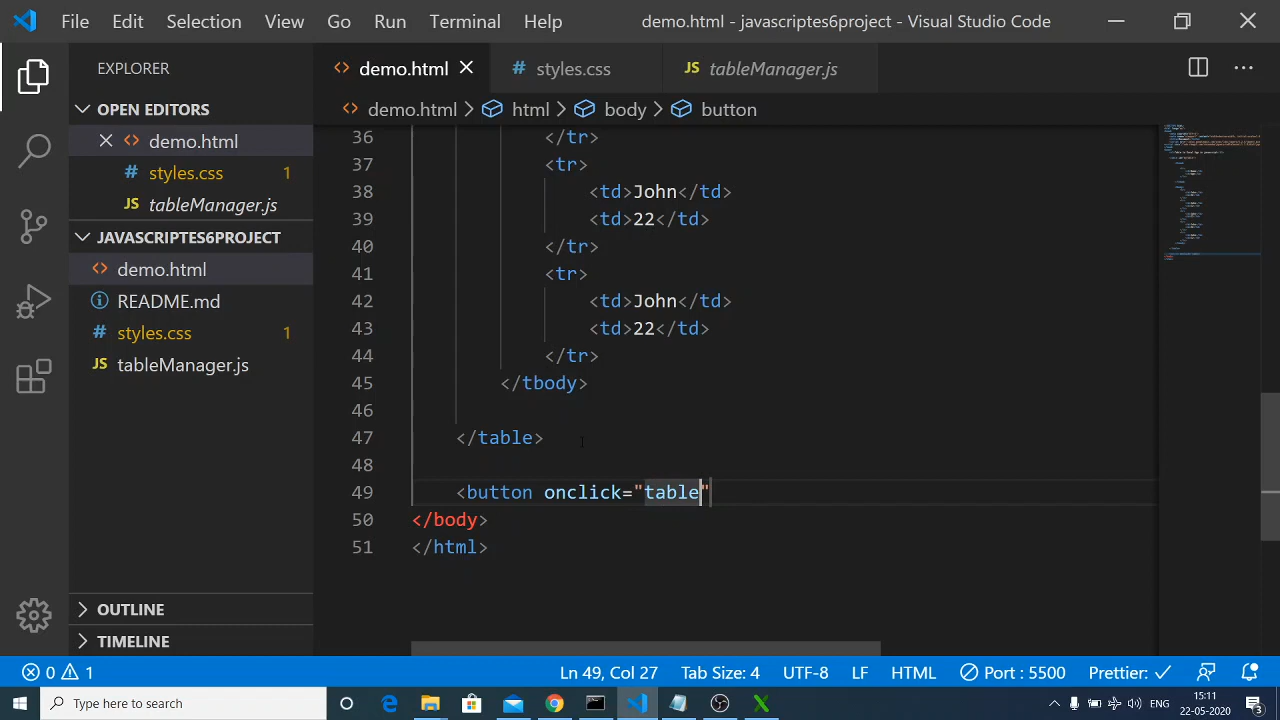 File Edit Selection View Go Run Terminal Help demo.html - javascriptes6project - Visual Studio Code
EXPLORER
OPEN EDITORS
demo.html
styles.css 1
tableManager.js
JAVASCRIPTES6PROJECT
demo.html
README.md
styles.css 1
tableManager.js
OUTLINE
TIMELINE
demo.html styles.css tableManager.js
demo.html > html > body > button
36 </tr>
37 <tr>
38 <td>John</td>
39 <td>22</td>
40 </tr>
41 <tr>
42 <td>John</td>
43 <td>22</td>
44 </tr>
45 </tbody>
46
47 </table>
48
49 <button onclick="table"
50 </body>
51 </html>
0 1 Ln 49, Col 27 Tab Size: 4 UTF-8 LF HTML Port : 5500 Prettier: ✓
Type here to search ENG 15:11
22-05-2020 3